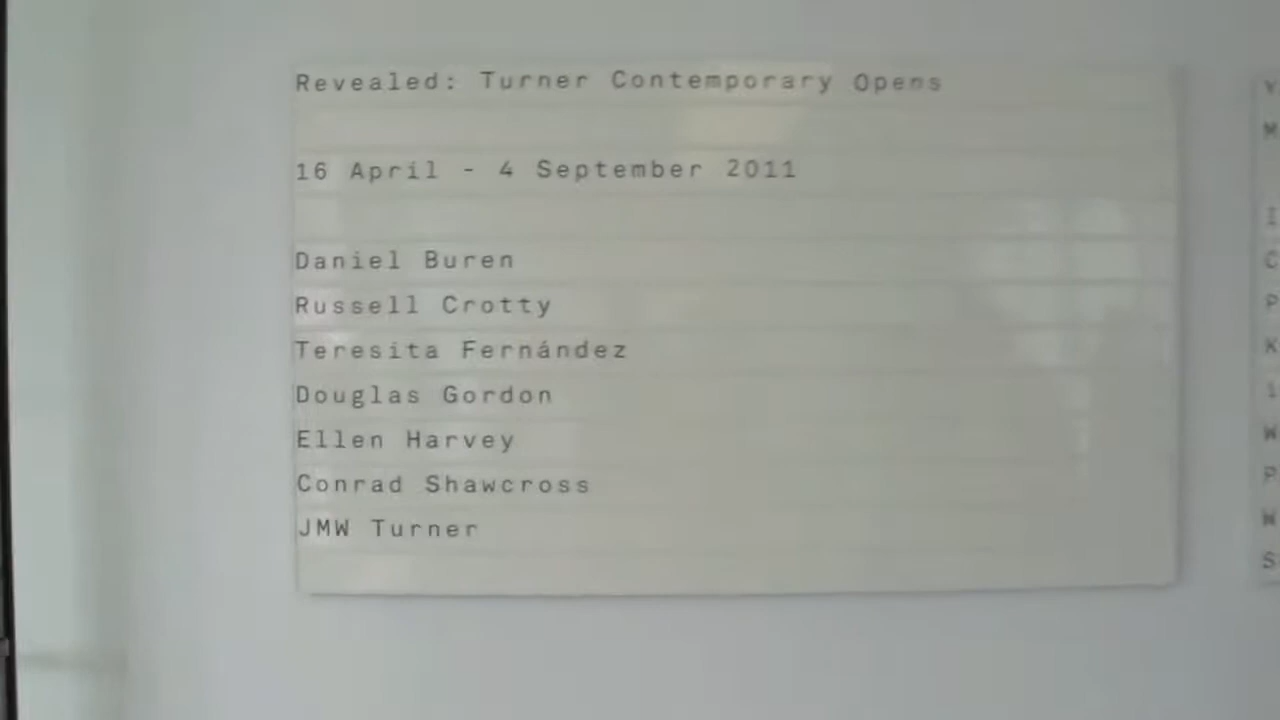 Revealed: Turner Contemporary Opens
16 April - 4 September 2011
Daniel Buren
Russell Crotty
Teresita Fernández
Douglas Gordon
Ellen Harvey
Conrad Shawcross
JMW Turner